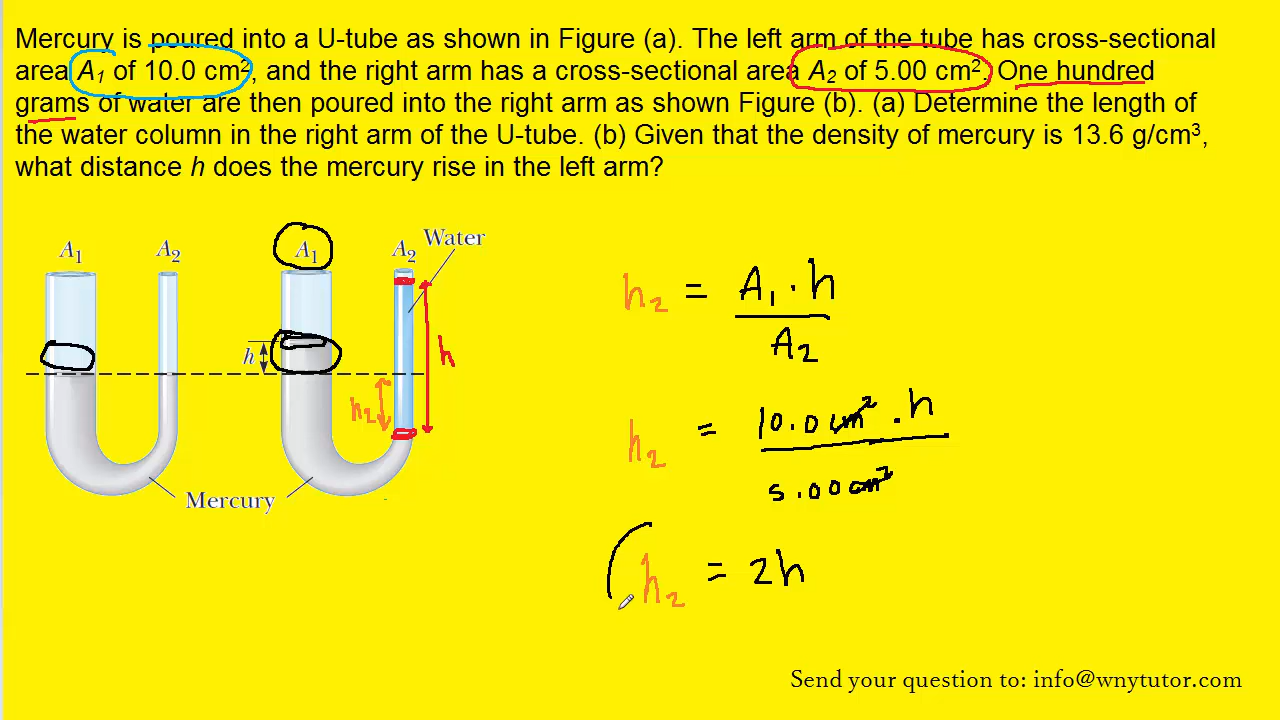 Mercury is poured into a U-tube as shown in Figure (a). The left arm of the tube has cross-sectional
area A1 of 10.0 cm², and the right arm has a cross-sectional area A2 of 5.00 cm². One hundred
grams of water are then poured into the right arm as shown Figure (b). (a) Determine the length of
the water column in the right arm of the U-tube. (b) Given that the density of mercury is 13.6 g/cm³,
what distance h does the mercury rise in the left arm?
A1
A2
A1
A2
Water
h
h
h2
Mercury
h2 = A1 · h
A2
h2 = 10.0 cm² · h
5.00 cm²
h2 = 2h
Send your question to: info@wnytutor.com